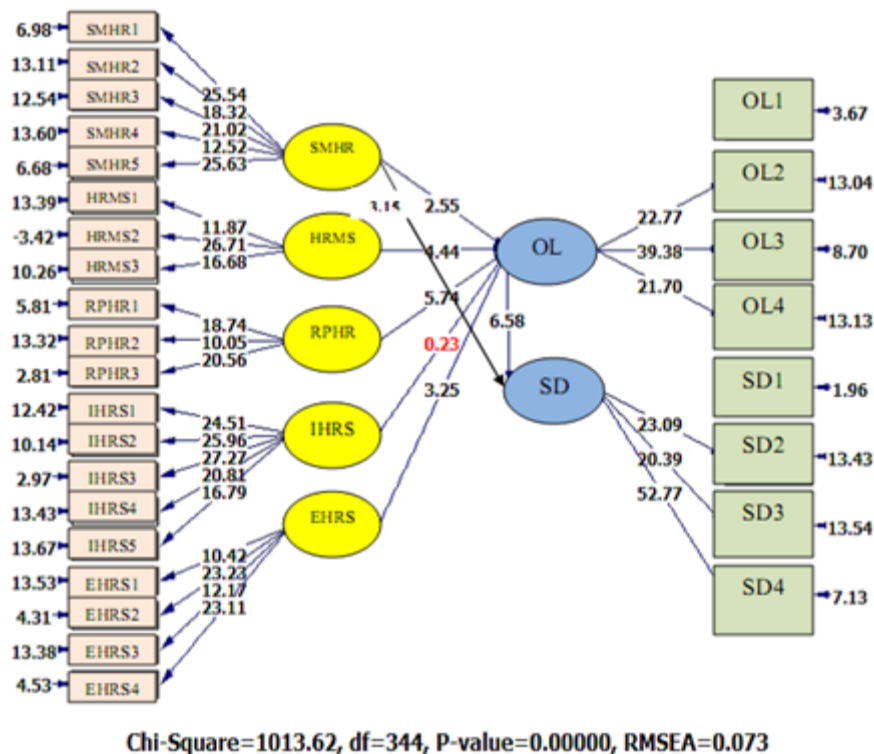 6.98 SMHR1
13.11 SMHR2
12.54 SMHR3
13.60 SMHR4
6.68 SMHR5
13.39 HRMS1
-3.42 HRMS2
10.26 HRMS3
5.81 RPHR1
13.32 RPHR2
2.81 RPHR3
12.42 IHRS1
10.14 IHRS2
2.97 IHRS3
13.43 IHRS4
13.67 IHRS5
13.53 EHRS1
4.31 EHRS2
13.38 EHRS3
4.53 EHRS4
25.54
18.32
21.02
12.52
25.63
11.87
26.71
16.68
18.74
10.05
20.56
24.51
25.96
27.27
20.81
16.79
10.42
23.23
12.17
23.11
SMHR
HRMS
RPHR
IHRS
EHRS
2.55
3.15
4.44
5.74
0.23
3.25
6.58
OL
SD
22.77
39.38
21.70
23.09
20.39
52.77
OL1 3.67
OL2 13.04
OL3 8.70
OL4 13.13
SD1 1.96
SD2 13.43
SD3 13.54
SD4 7.13
Chi-Square=1013.62, df=344, P-value=0.00000, RMSEA=0.073